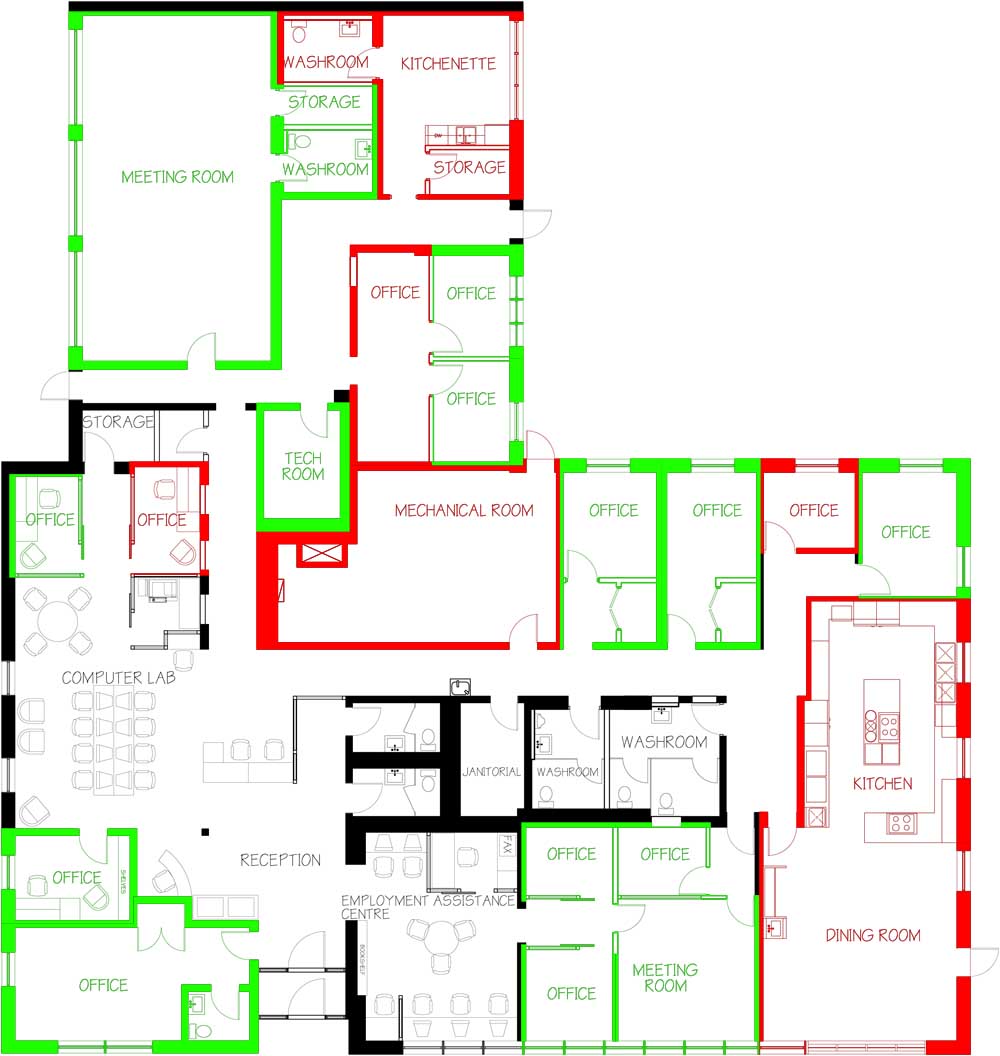 WASHROOM
KITCHENETTE
STORAGE
DW
WASHROOM
STORAGE
MEETING ROOM
OFFICE
OFFICE
OFFICE
STORAGE
TECH
ROOM
OFFICE
OFFICE
MECHANICAL ROOM
OFFICE
OFFICE
OFFICE
OFFICE
COMPUTER LAB
JANITORIAL
WASHROOM
WASHROOM
KITCHEN
RECEPTION
OFFICE
SHELVES
FAX
OFFICE
OFFICE
EMPLOYMENT ASSISTANCE
CENTRE
BOOKSHELF
DINING ROOM
OFFICE
OFFICE
MEETING
ROOM